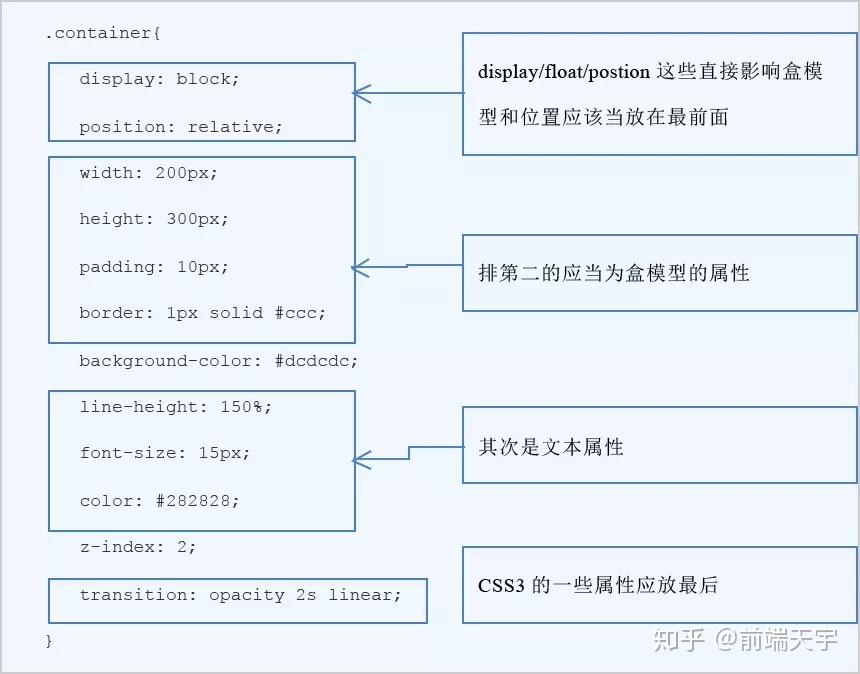 .container{
display: block;
position: relative;
width: 200px;
height: 300px;
padding: 10px;
border: 1px solid #ccc;
background-color: #dcdcdc;
line-height: 150%;
font-size: 15px;
color: #282828;
z-index: 2;
transition: opacity 2s linear;
}
display/float/postion 这些直接影响盒模
型和位置应该当放在最前面
排第二的应当为盒模型的属性
其次是文本属性
CSS3 的一些属性应放最后
知乎 @前端天宇